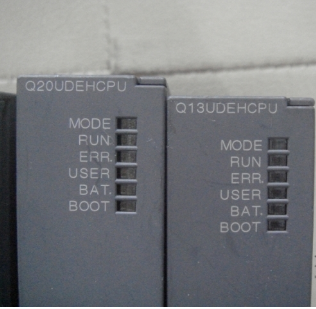 Q20UDEHCPU
MODE
RUN
ERR.
USER
BAT.
BOOT
Q13UDEHCPU
MODE
RUN
ERR.
USER
BAT.
BOOT